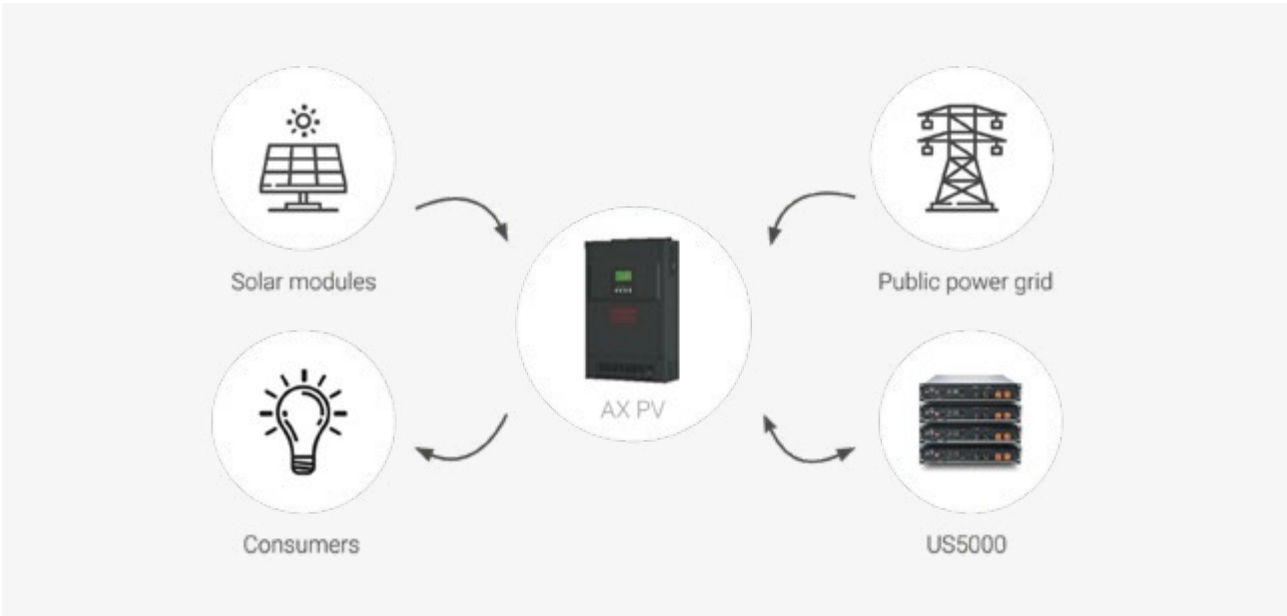 Solar modules
Public power grid
AX PV
Consumers
US5000